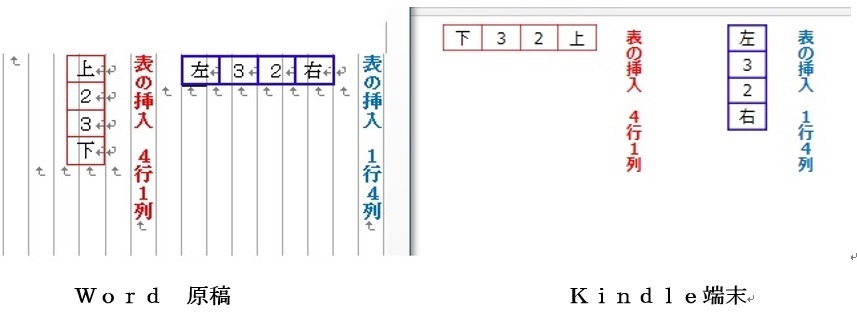 表の挿入 1行4列
左 3 2 右
表の挿入 4行1列
上
2
3
下
Word 原稿
表の挿入 1行4列
左
3
2
右
表の挿入 4行1列
下 3 2 上
Kindle端末